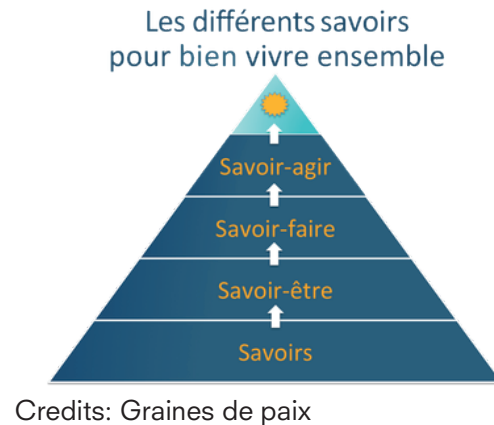 Les différents savoirs
pour bien vivre ensemble
Savoir-agir
Savoir-faire
Savoir-être
Savoirs
Credits: Graines de paix